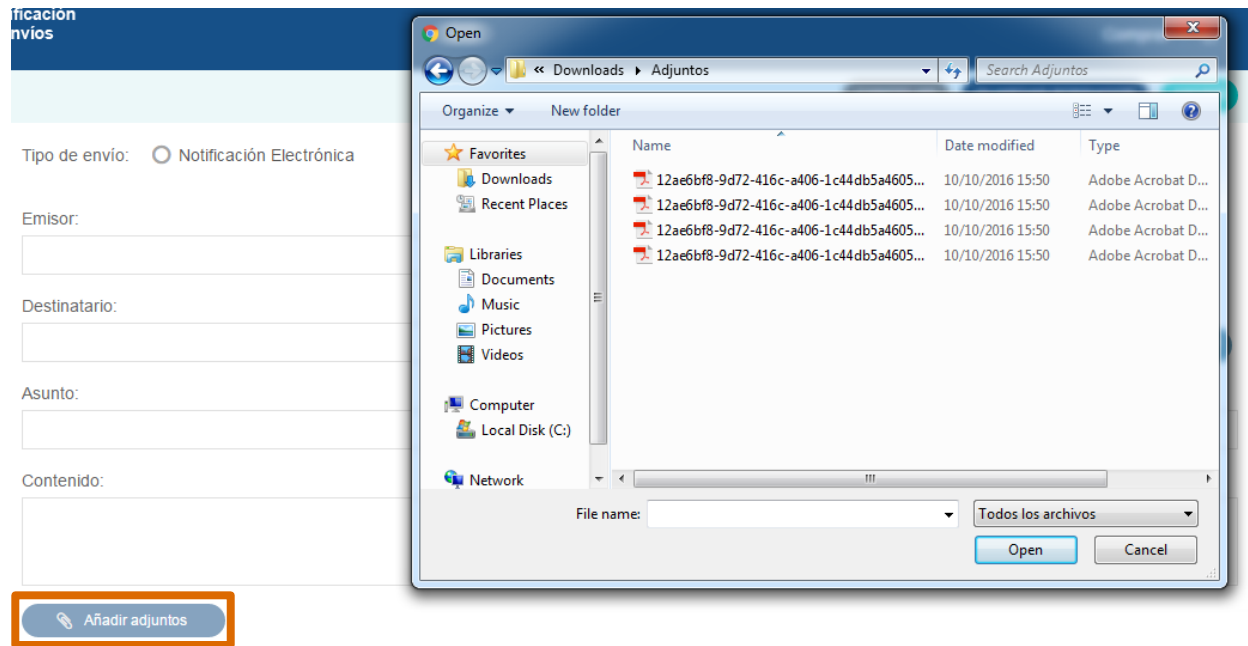 ificación
nvíos
Tipo de envío: Notificación Electrónica
Emisor:
Destinatario:
Asunto:
Contenido:
Añadir adjuntos
Open
« Downloads Adjuntos
Search Adjuntos
Organize New folder
Favorites
Downloads
Recent Places
Libraries
Documents
Music
Pictures
Videos
Computer
Local Disk (C:)
Network
Name Date modified Type
12ae6bf8-9d72-416c-a406-1c44db5a4605... 10/10/2016 15:50 Adobe Acrobat D...
12ae6bf8-9d72-416c-a406-1c44db5a4605... 10/10/2016 15:50 Adobe Acrobat D...
12ae6bf8-9d72-416c-a406-1c44db5a4605... 10/10/2016 15:50 Adobe Acrobat D...
12ae6bf8-9d72-416c-a406-1c44db5a4605... 10/10/2016 15:50 Adobe Acrobat D...
File name: Todos los archivos
Open Cancel